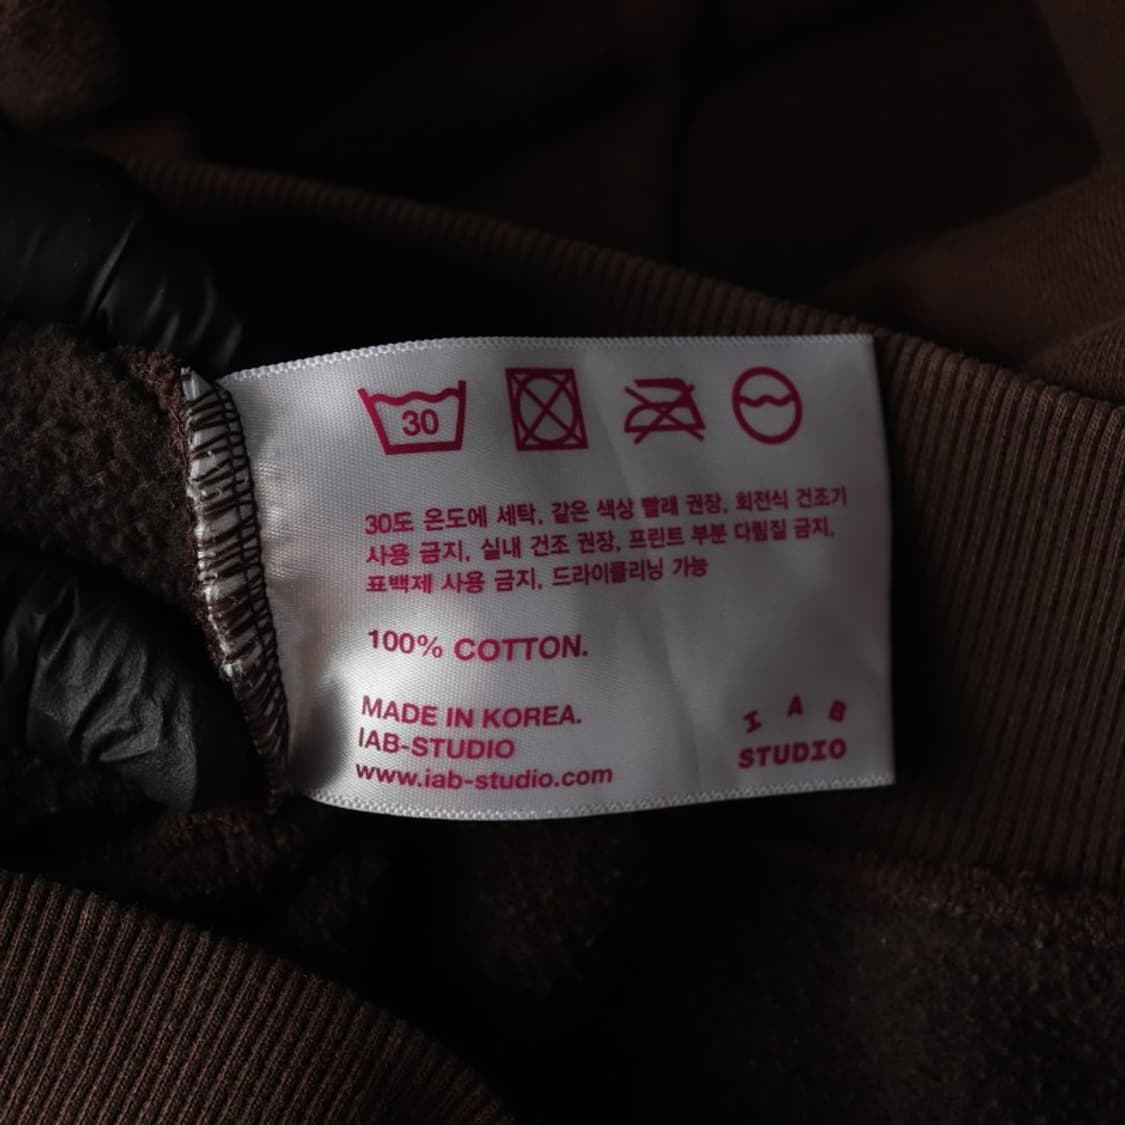 30
30도 온도에 세탁, 같은 색상 빨래 권장, 회전식 건조기
사용 금지, 실내 건조 권장, 프린트 부분 다림질 금지,
표백제 사용 금지, 드라이클리닝 가능
100% COTTON.
MADE IN KOREA.
IAB-STUDIO
www.iab-studio.com
I A B
STUDIO